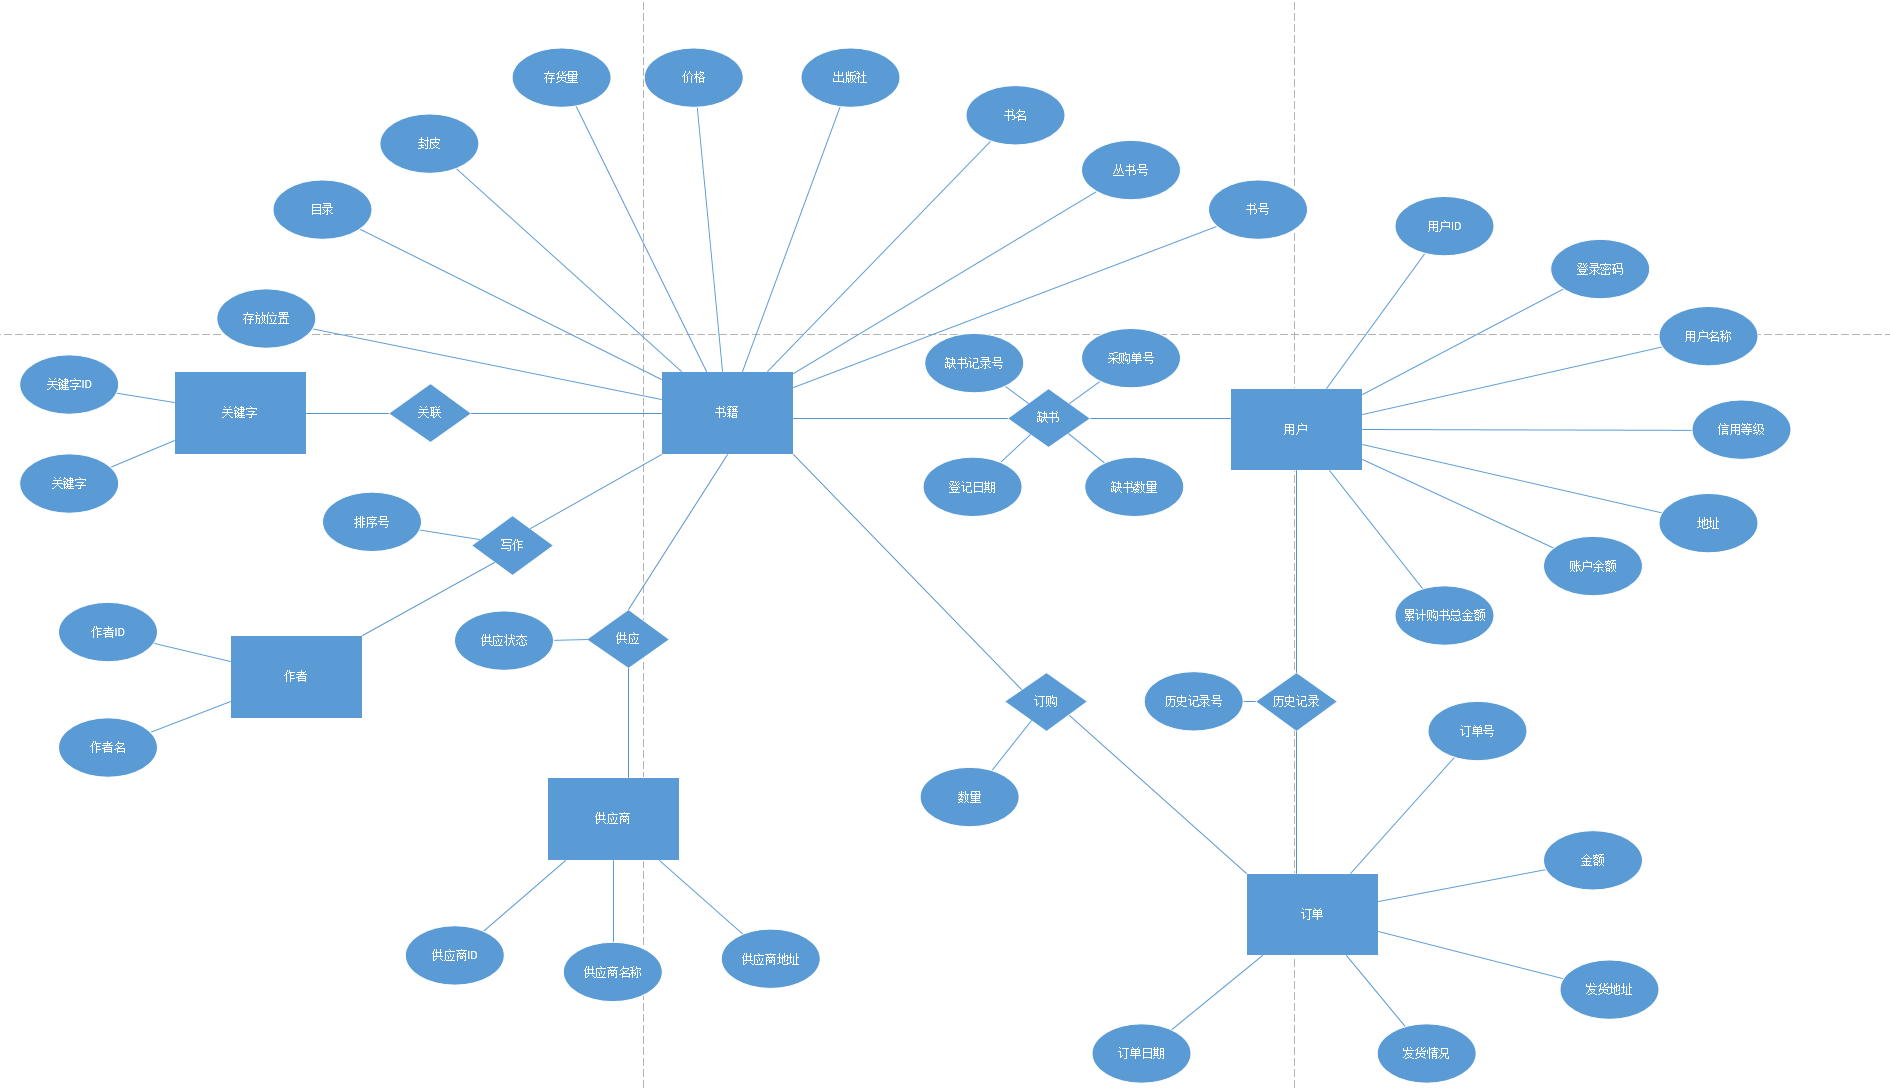 存货量
价格
出版社
书名
封皮
丛书号
目录
书号
用户ID
登录密码
存放位置
用户名称
缺书记录号
采购单号
关键字ID
关键字
关联
书籍
缺书
用户
信用等级
关键字
登记日期
缺书数量
排序号
写作
地址
账户余额
累计购书总金额
作者ID
供应状态
供应
作者
订购
历史记录号
历史记录
订单号
作者名
数量
供应商
金额
订单
供应商ID
供应商名称
供应商地址
发货地址
订单日期
发货情况